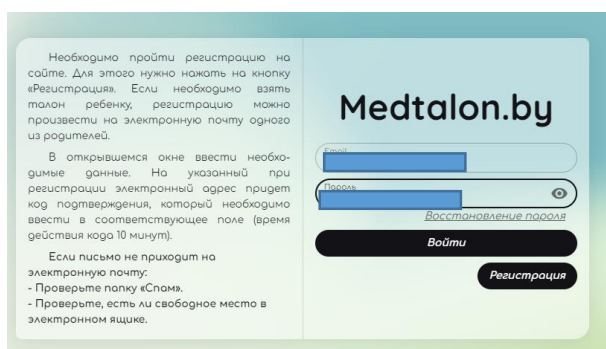 Необходимо пройти регистрацию на
сайте. Для этого нужно нажать на кнопку
«Регистрация». Если необходимо взять
талон ребенку, регистрацию можно
произвести на электронную почту одного
из родителей.
В открывшемся окне ввести необхо-
димые данные. На указанный при
регистрации электронный адрес придет
код подтверждения, который необходимо
ввести в соответствующее поле (время
действия кода 10 минут).
Если письмо не приходит на
электронную почту:
- Проверьте папку «Спам».
- Проверьте, есть ли свободное место в
электронном ящике.
Medtalon.by
Email
Пароль
Восстановление пароля
Войти
Регистрация